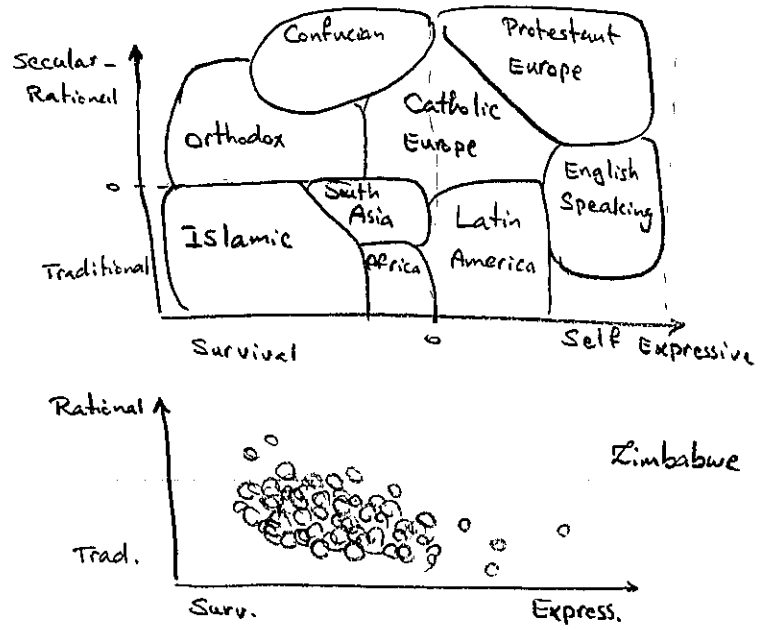 Confucian
Protestant
Europe
Secular-
Rational
Catholic
Europe
Orthodox
English
Speaking
0
South
Asia
Latin
America
Islamic
Africa
Traditional
0
Survival
Self Expressive
Rational
Zimbabwe
Trad.
Surv.
Express.